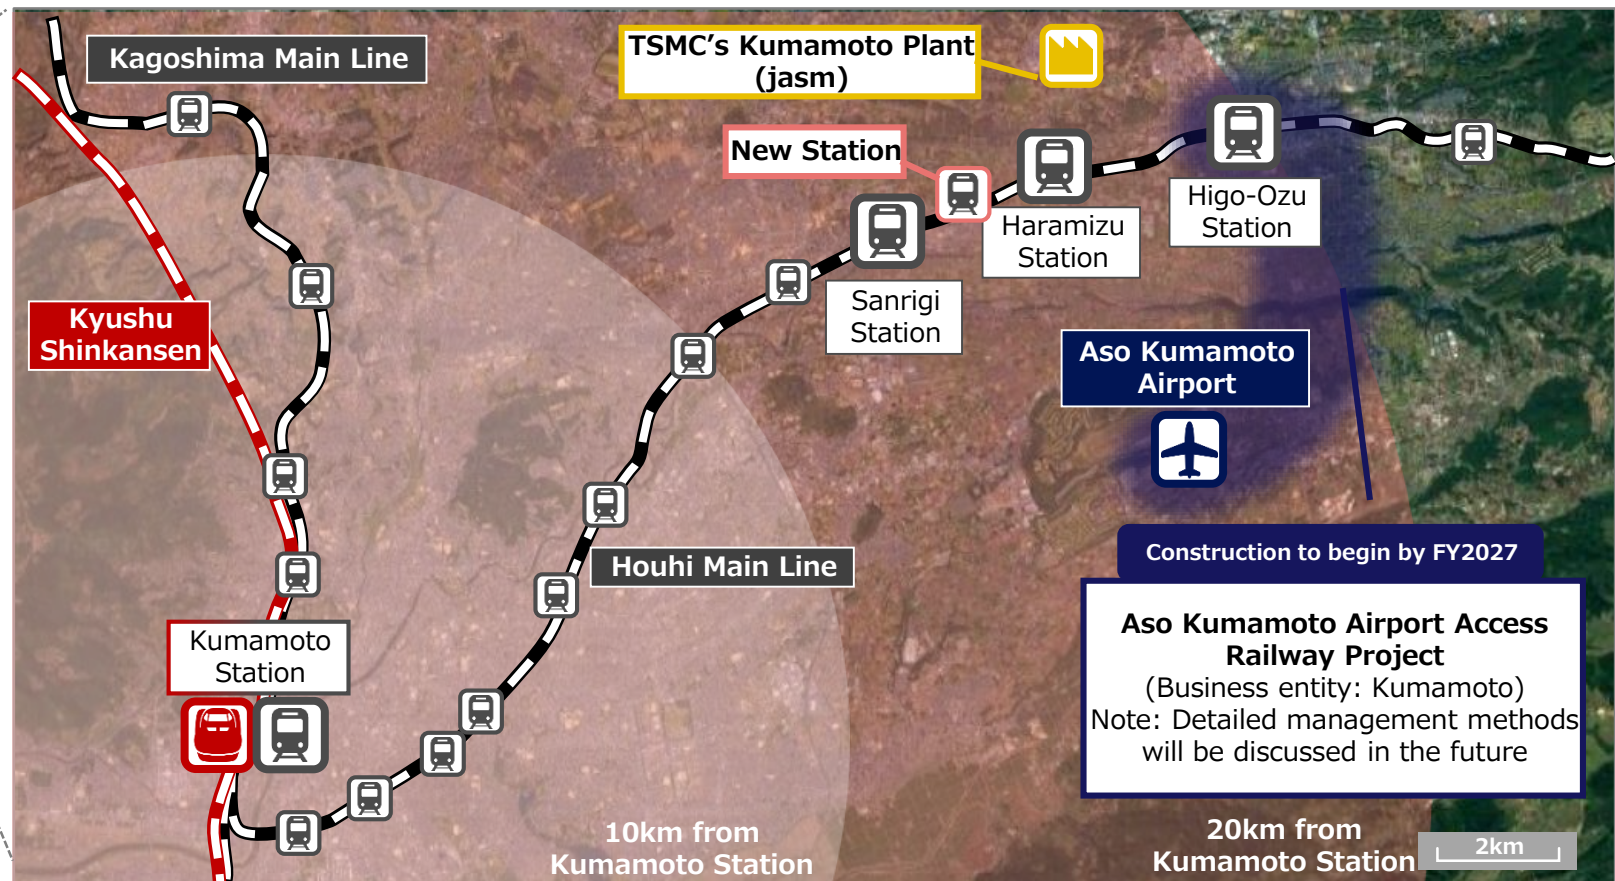 Kagoshima Main Line
TSMC's Kumamoto Plant
(jasm)
New Station
Higo-Ozu
Station
Haramizu
Station
Sanrigi
Station
Kyushu
Shinkansen
Aso Kumamoto
Airport
Houhi Main Line
Construction to begin by FY2027
Aso Kumamoto Airport Access
Railway Project
(Business entity: Kumamoto)
Note: Detailed management methods
will be discussed in the future
Kumamoto
Station
10km from
Kumamoto Station
20km from
Kumamoto Station
2km